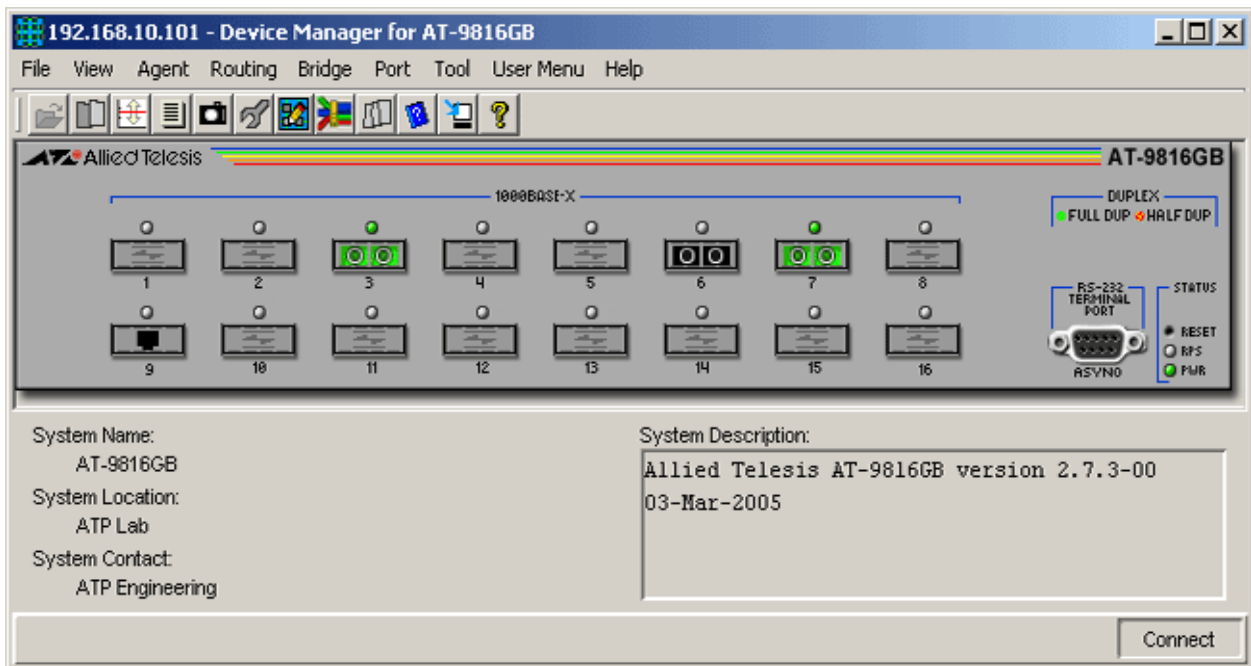 192.168.10.101 - Device Manager for AT-9816GB
File View Agent Routing Bridge Port Tool User Menu Help
Allied Telesis
AT-9816GB
1000BASE-X
DUPLEX
FULL DUP HALF DUP
1 2 3 4 5 6 7 8
RS-232 TERMINAL PORT
STATUS
RESET
RPS
PWR
ASYN0
9 10 11 12 13 14 15 16
System Name:
AT-9816GB
System Location:
ATP Lab
System Contact:
ATP Engineering
System Description:
Allied Telesis AT-9816GB version 2.7.3-00
03-Mar-2005
Connect